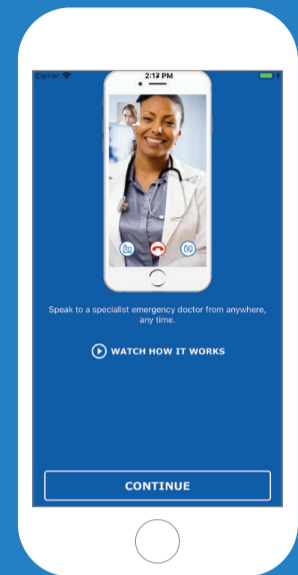 Carrier
2:17 PM
Speak to a specialist emergency doctor from anywhere,
any time.
WATCH HOW IT WORKS
CONTINUE